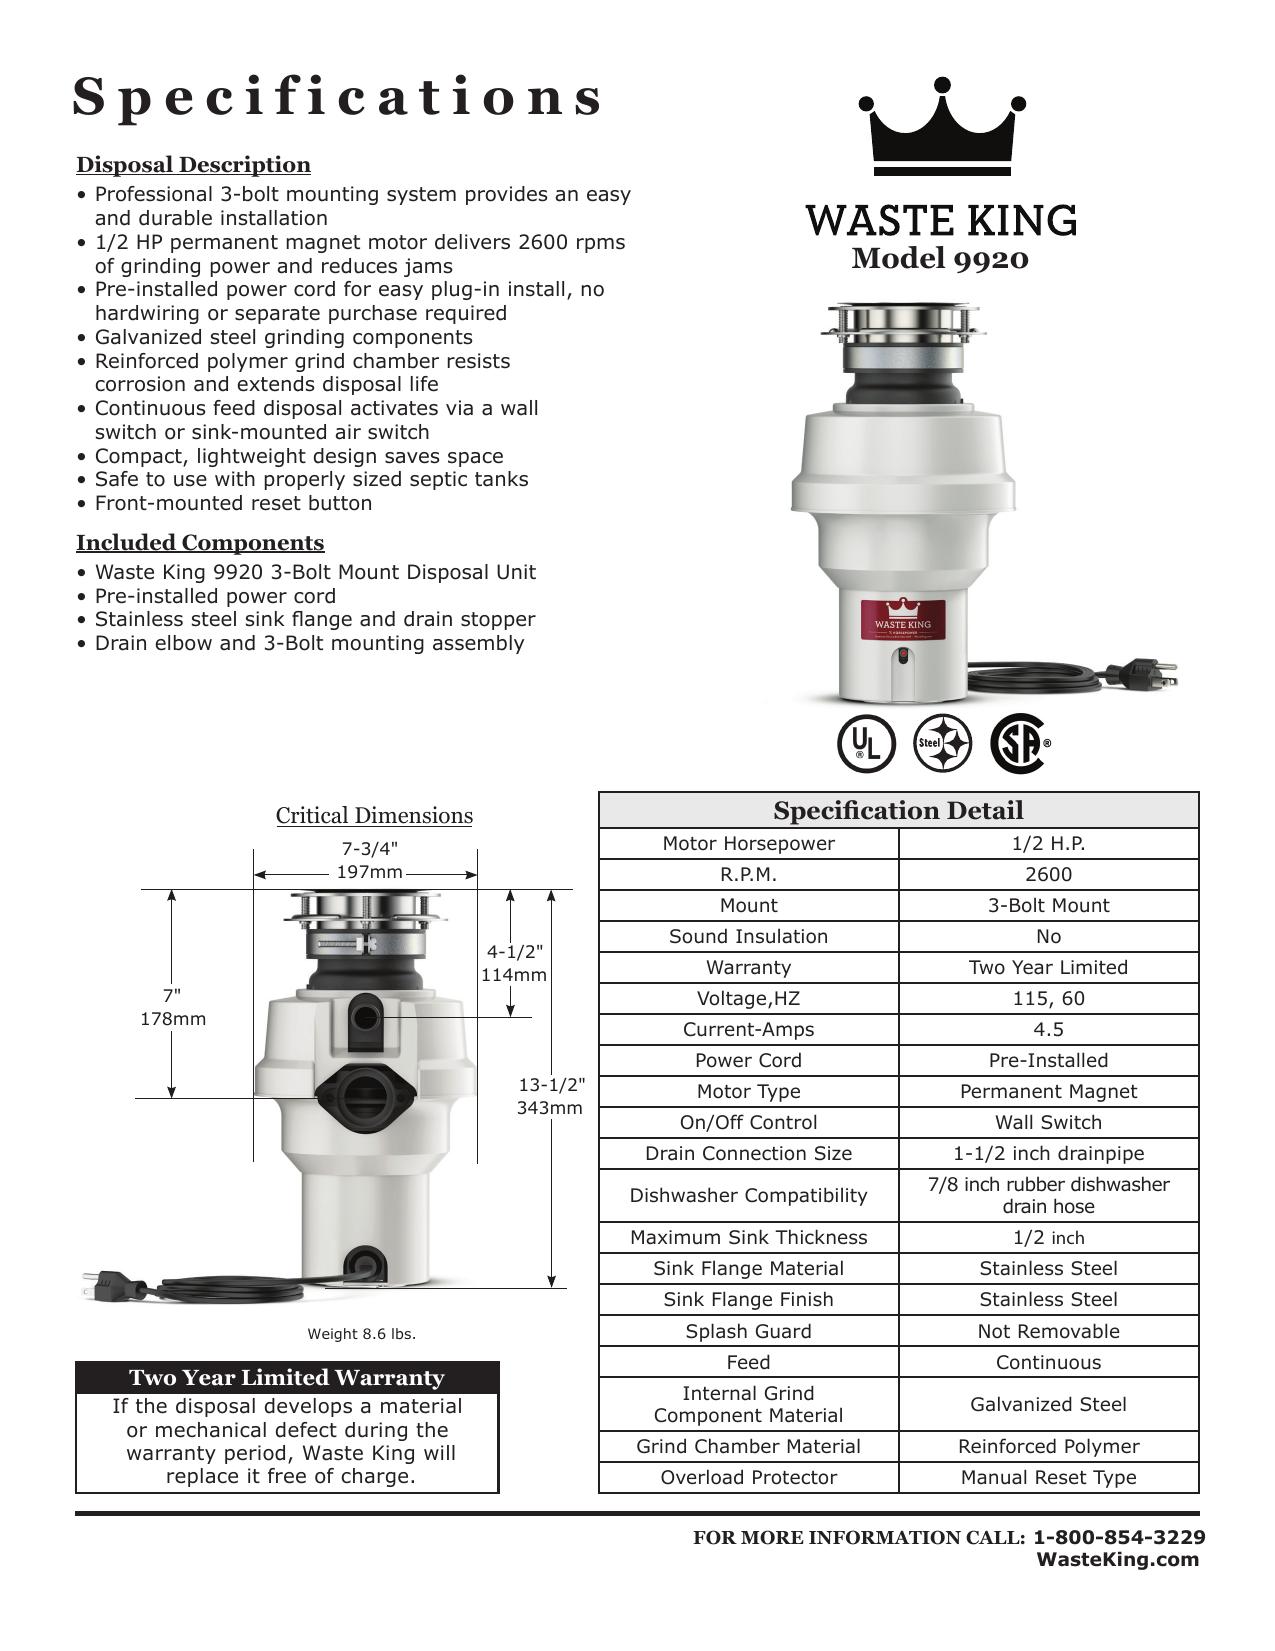 Specifications
Disposal Description
• Professional 3-bolt mounting system provides an easy
and durable installation
• 1/2 HP permanent magnet motor delivers 2600 rpms
of grinding power and reduces jams
• Pre-installed power cord for easy plug-in install, no
hardwiring or separate purchase required
• Galvanized steel grinding components
• Reinforced polymer grind chamber resists
corrosion and extends disposal life
• Continuous feed disposal activates via a wall
switch or sink-mounted air switch
• Compact, lightweight design saves space
• Safe to use with properly sized septic tanks
• Front-mounted reset button
Included Components
• Waste King 9920 3-Bolt Mount Disposal Unit
• Pre-installed power cord
• Stainless steel sink flange and drain stopper
• Drain elbow and 3-Bolt mounting assembly
WASTE KING
Model 9920
WASTE KING
UL ®
Steel
SA ®
Critical Dimensions
7-3/4"
197mm
4-1/2"
114mm
7"
178mm
13-1/2"
343mm
Weight 8.6 lbs.
Two Year Limited Warranty
If the disposal develops a material
or mechanical defect during the
warranty period, Waste King will
replace it free of charge.
Specification Detail
Motor Horsepower 1/2 H.P.
R.P.M. 2600
Mount 3-Bolt Mount
Sound Insulation No
Warranty Two Year Limited
Voltage,HZ 115, 60
Current-Amps 4.5
Power Cord Pre-Installed
Motor Type Permanent Magnet
On/Off Control Wall Switch
Drain Connection Size 1-1/2 inch drainpipe
Dishwasher Compatibility 7/8 inch rubber dishwasher
drain hose
Maximum Sink Thickness 1/2 inch
Sink Flange Material Stainless Steel
Sink Flange Finish Stainless Steel
Splash Guard Not Removable
Feed Continuous
Internal Grind
Component Material Galvanized Steel
Grind Chamber Material Reinforced Polymer
Overload Protector Manual Reset Type
FOR MORE INFORMATION CALL: 1-800-854-3229
WasteKing.com